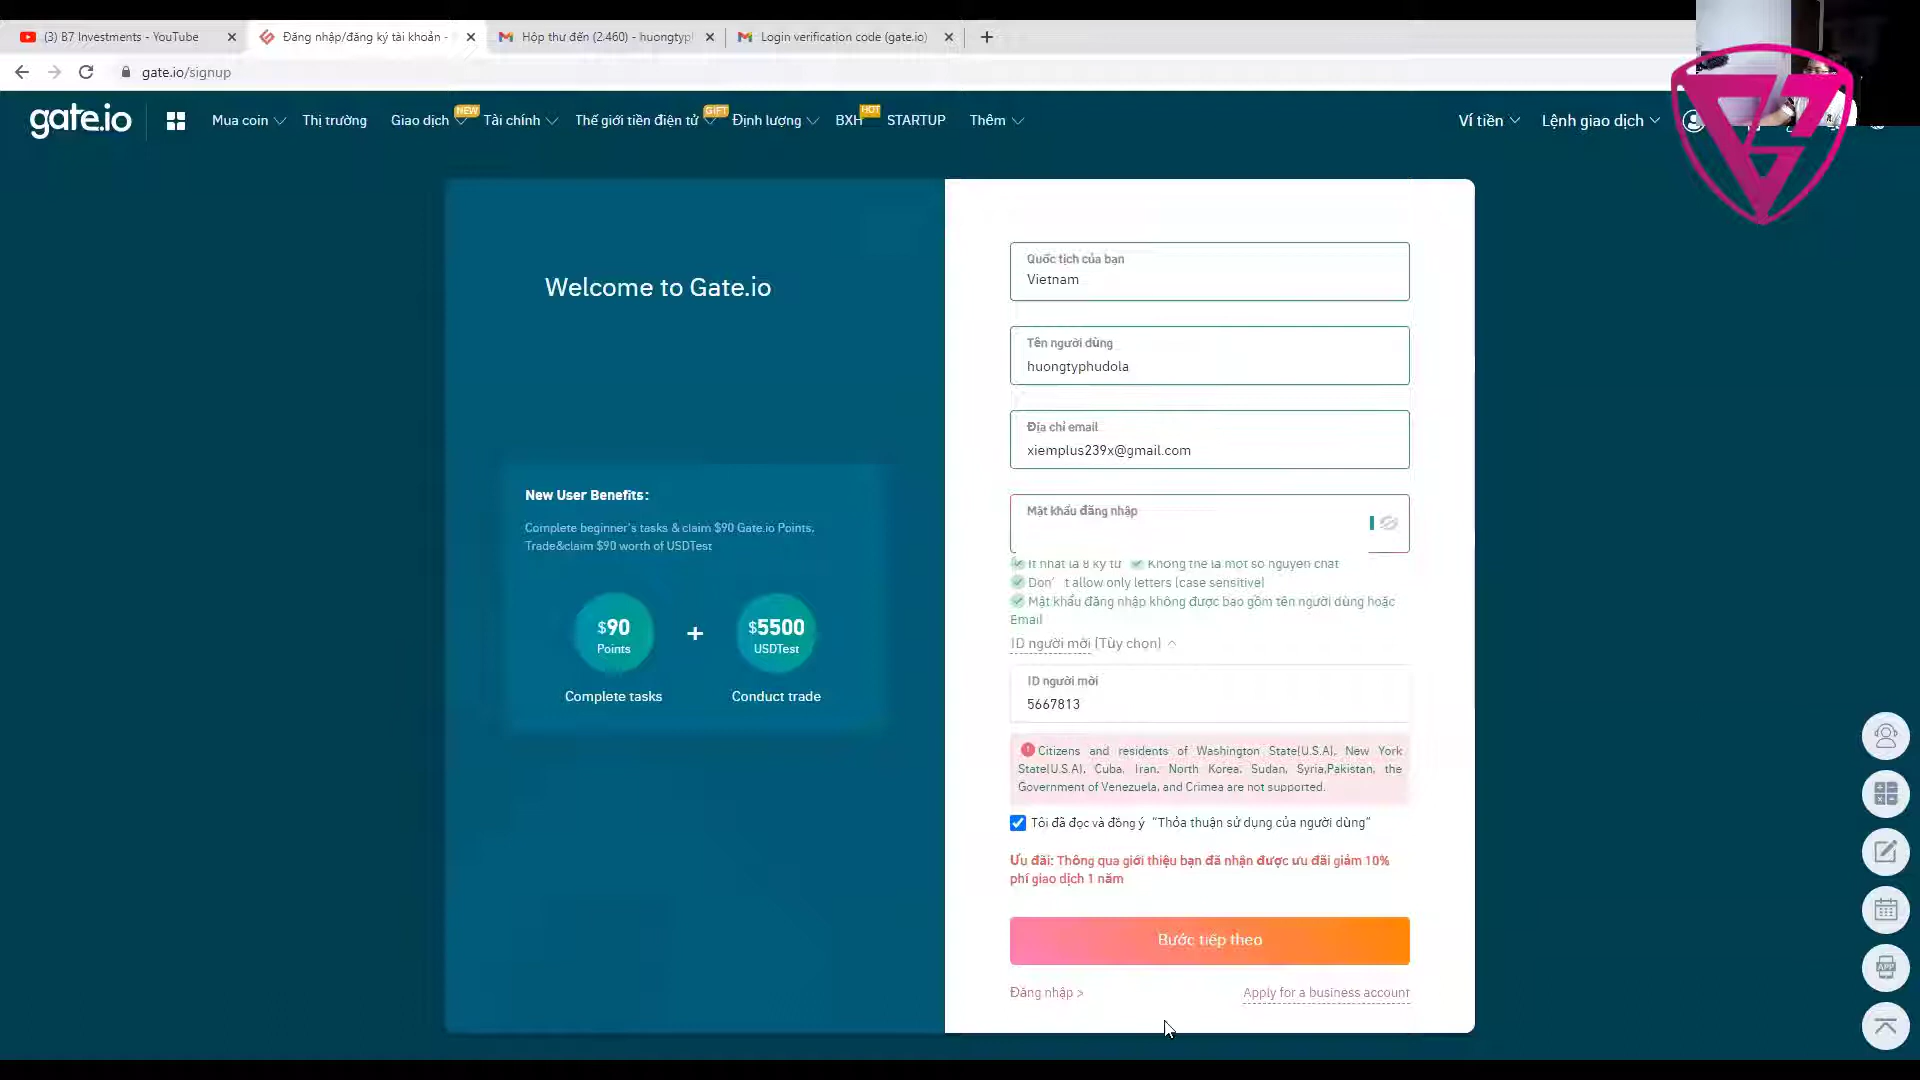 (3) B7 Investments - YouTube
Đăng nhập/đăng ký tài khoản -
Hộp thư đến (2.460) - huongtyp
Login verification code (gate.io)
gate.io/signup
gate.io
Mua coin
Thị trường
Giao dịch
NEW
Tài chính
Thế giới tiền điện tử
GIFT
Định lượng
BXH
HOT
STARTUP
Thêm
Ví tiền
Lệnh giao dịch
Welcome to Gate.io
New User Benefits:
Complete beginner's tasks & claim $90 Gate.io Points,
Trade&claim $90 worth of USDTest
$90
Points
+
$5500
USDTest
Complete tasks
Conduct trade
Quốc tịch của bạn
Vietnam
Tên người dùng
huongtyphudola
Địa chỉ email
xiemplus239x@gmail.com
Mật khẩu đăng nhập
Ít nhất là 8 ký tự Không thể là một số nguyên chất
Don't allow only letters (case sensitive)
Mật khẩu đăng nhập không được bao gồm tên người dùng hoặc
Email
ID người mời (Tùy chọn)
ID người mời
5667813
Citizens and residents of Washington State(U.S.A), New York
State(U.S.A), Cuba, Iran, North Korea, Sudan, Syria,Pakistan, the
Government of Venezuela, and Crimea are not supported.
Tôi đã đọc và đồng ý "Thỏa thuận sử dụng của người dùng"
Ưu đãi: Thông qua giới thiệu bạn đã nhận được ưu đãi giảm 10%
phí giao dịch 1 năm
Bước tiếp theo
Đăng nhập >
Apply for a business account
APP